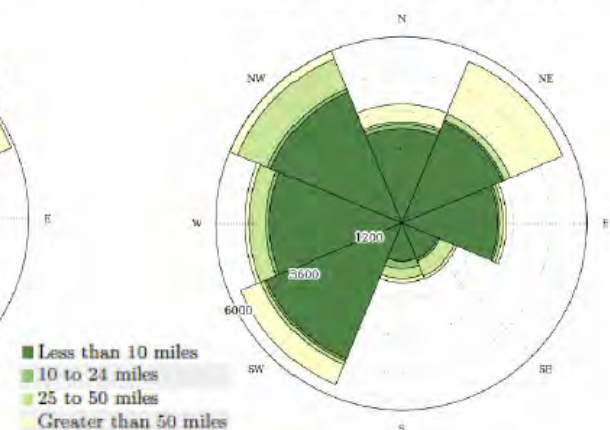 N
NW
NE
E
W
E
1200
3600
6000
SW
SE
S
Less than 10 miles
10 to 24 miles
25 to 50 miles
Greater than 50 miles